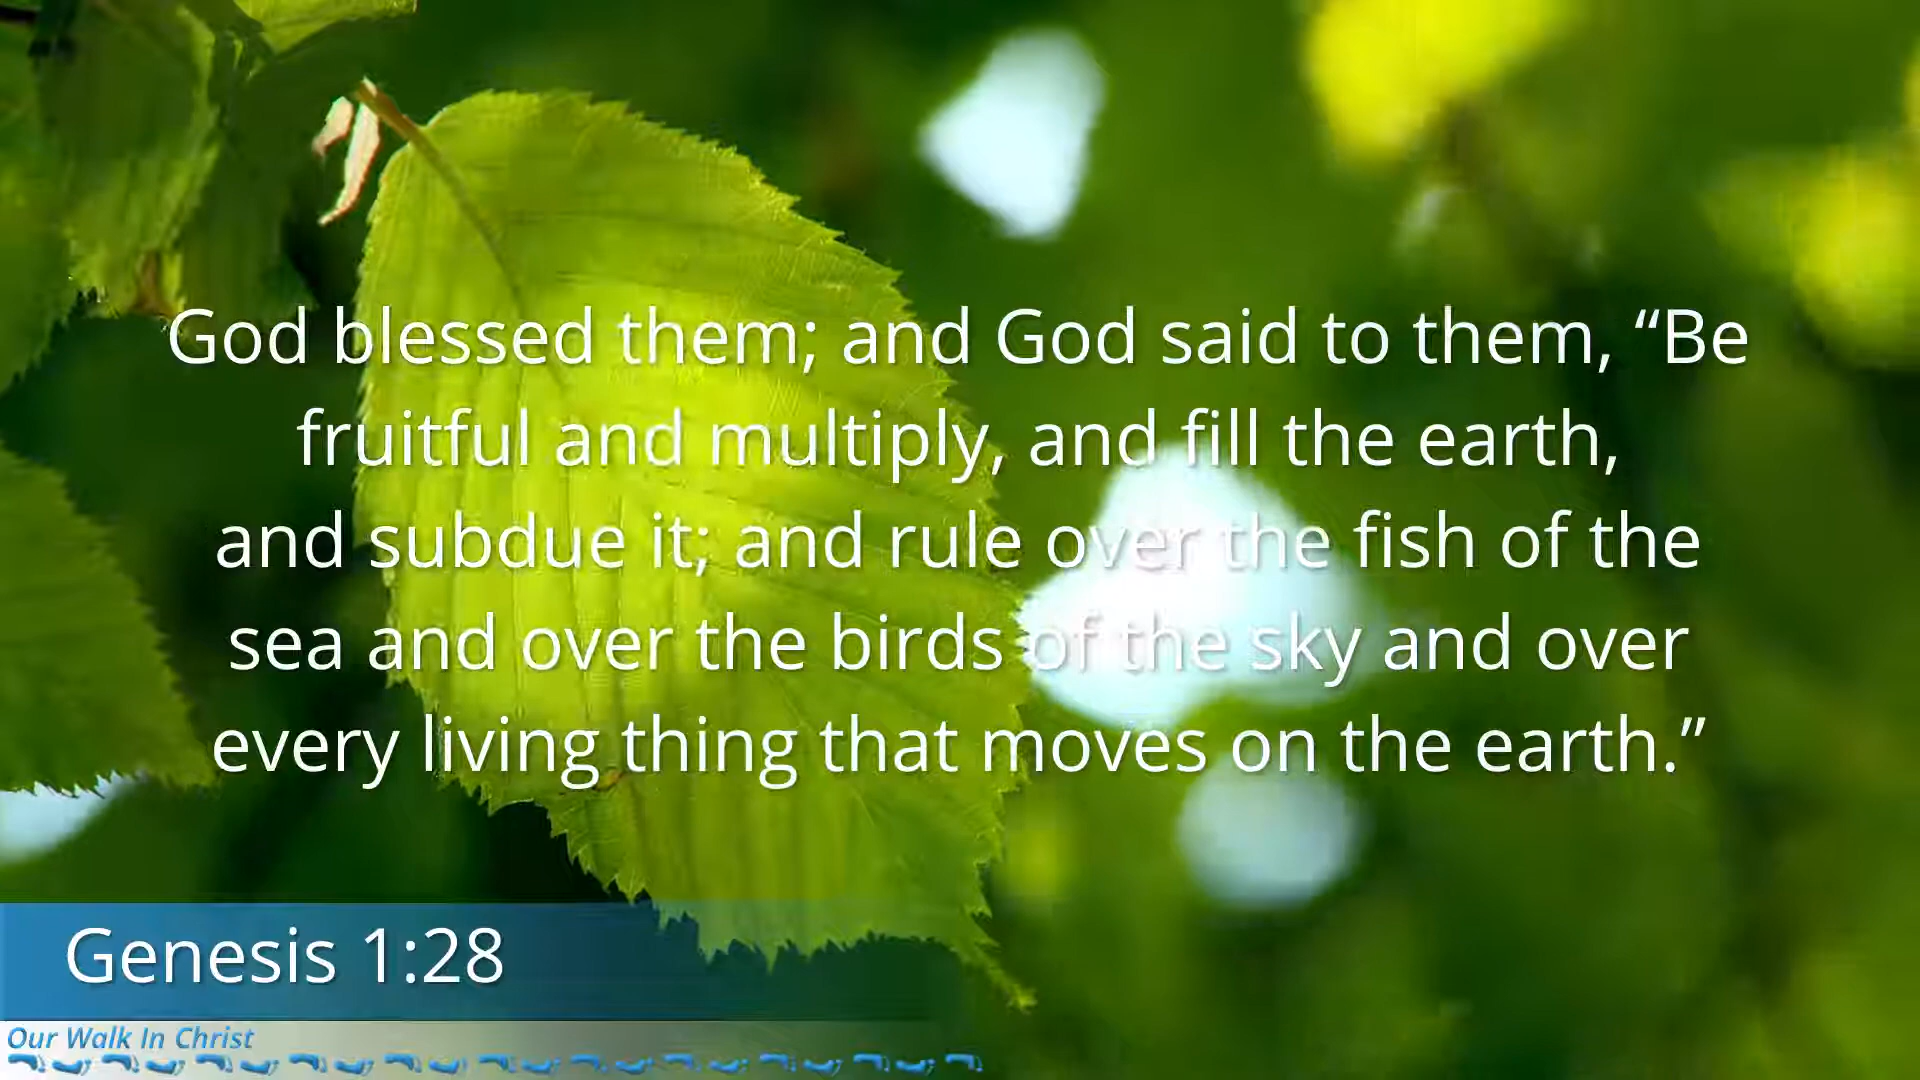 God blessed them; and God said to them, “Be
fruitful and multiply, and fill the earth,
and subdue it; and rule over the fish of the
sea and over the birds of the sky and over
every living thing that moves on the earth.”
Genesis 1:28
Our Walk In Christ